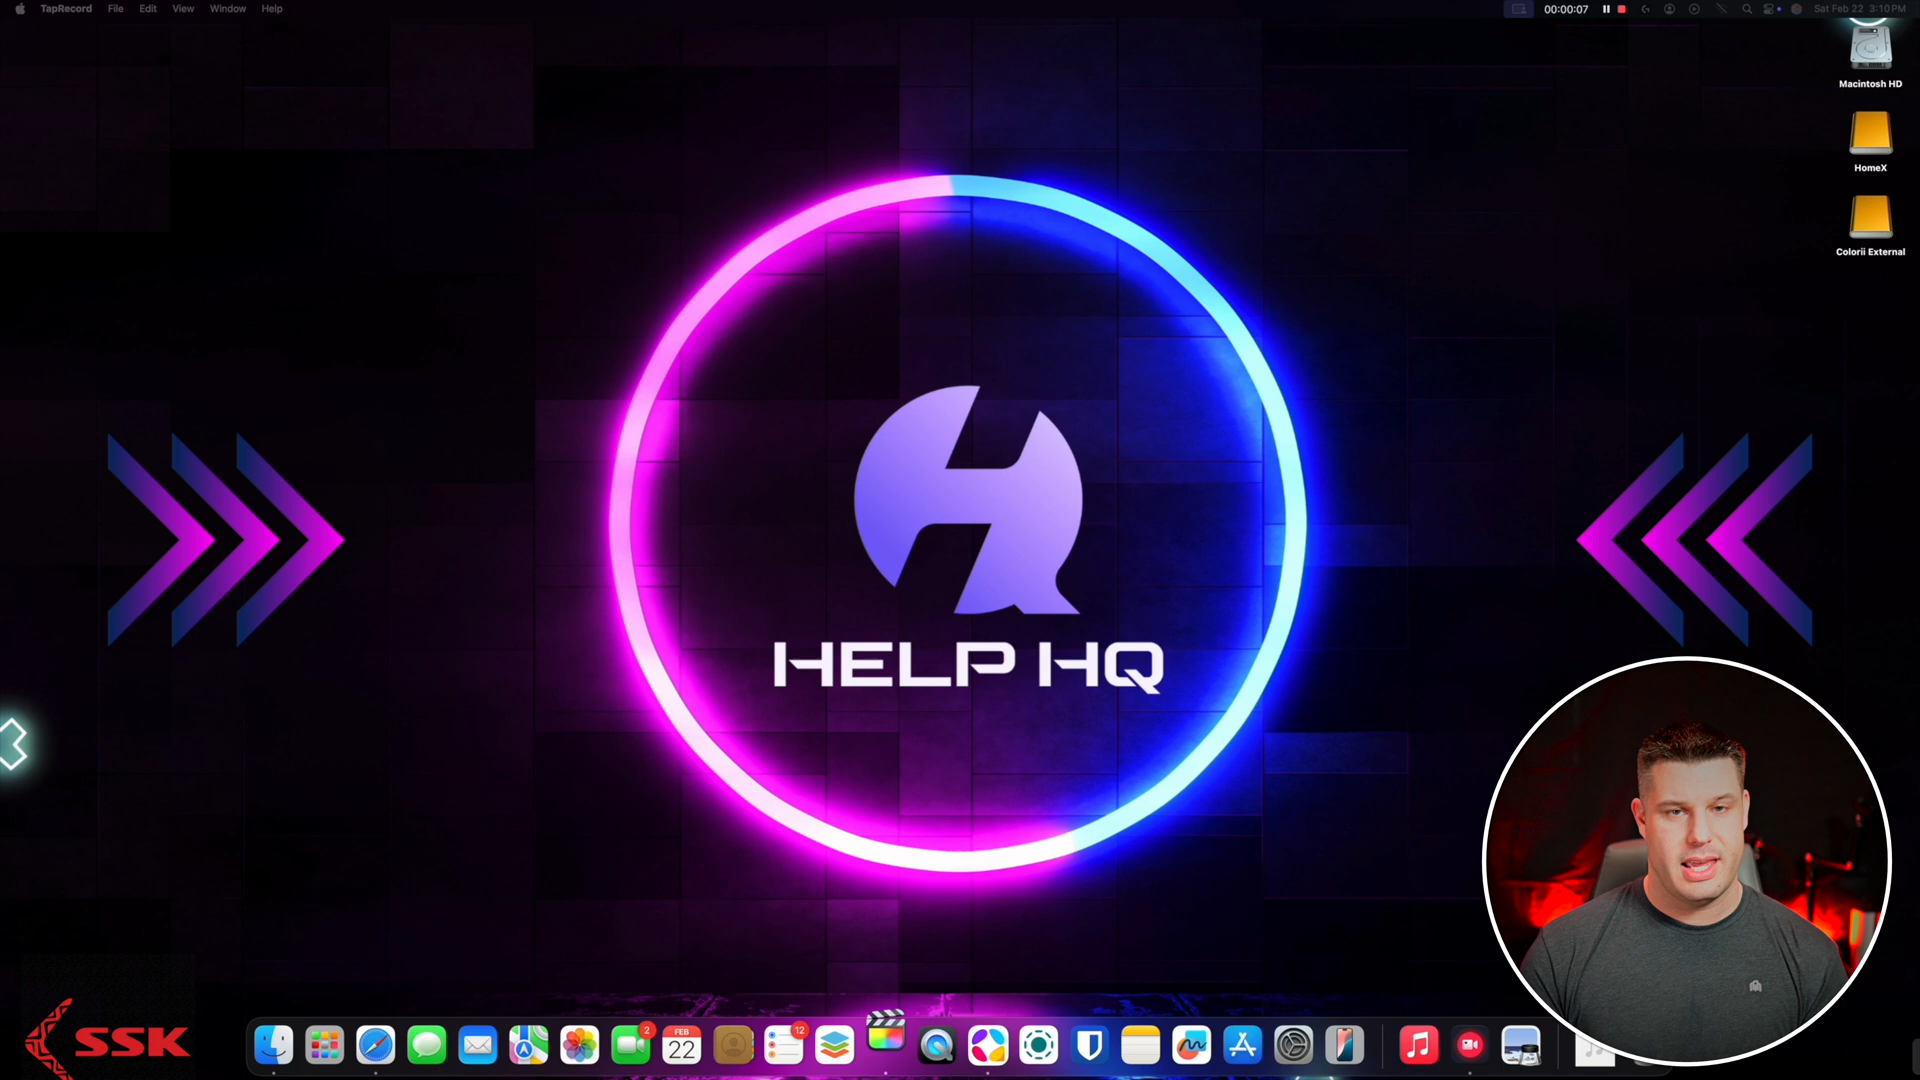 TapRecord File Edit View Window Help
00:00:07
Sat Feb 22 3:10 PM
Macintosh HD
HomeX
Colorii External
HELP HQ
SSK
2
FEB
22
12